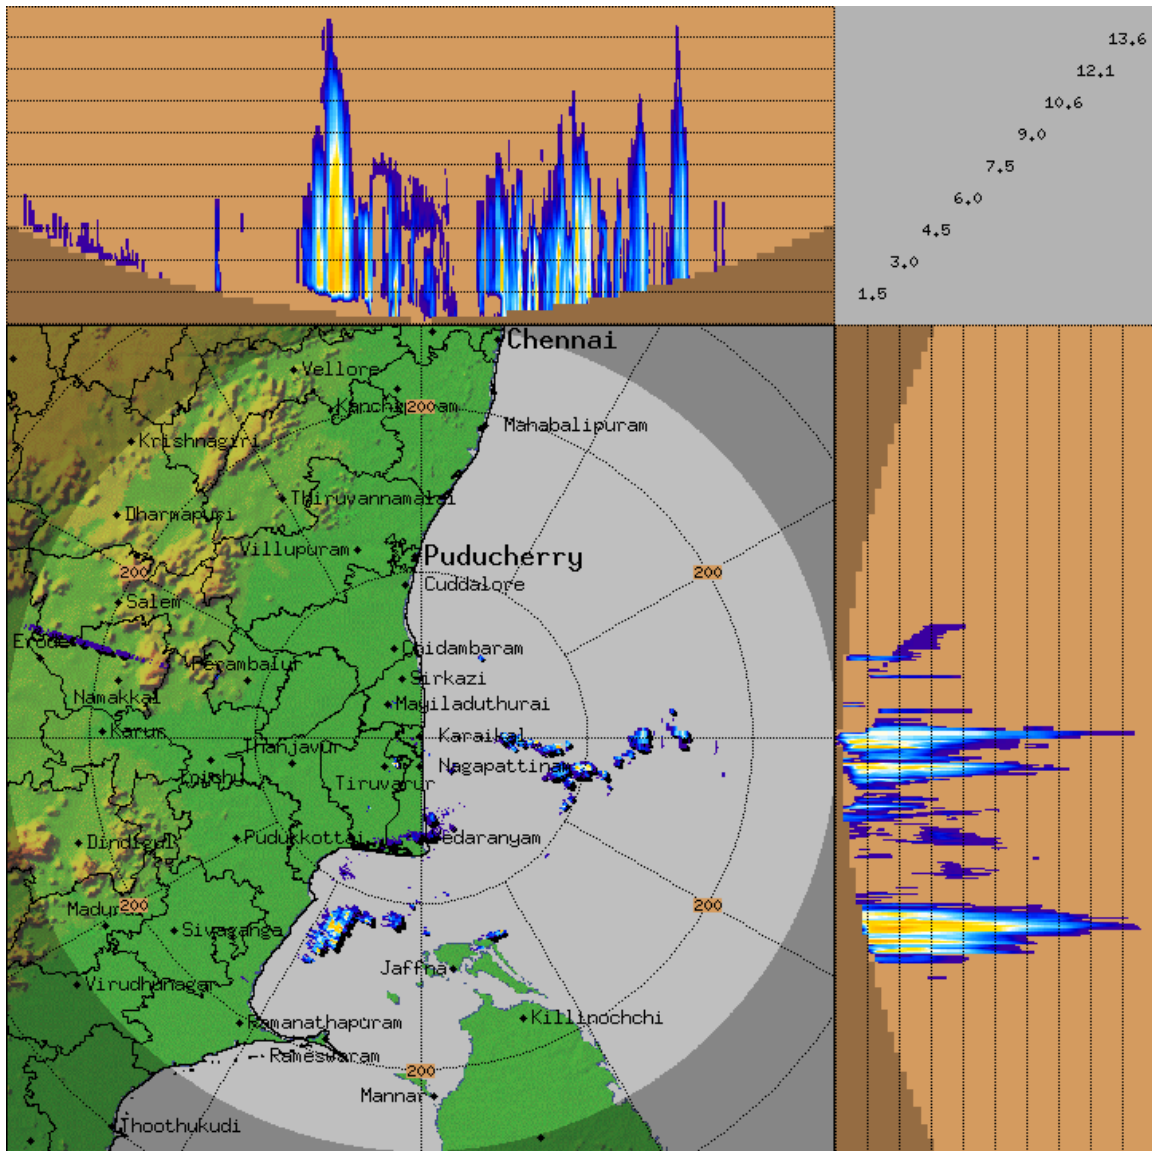 13.6
12.1
10.6
9.0
7.5
6.0
4.5
3.0
1.5
Chennai
Vellore
200
Mahabalipuram
Krishnagiri
Thiruvannamalai
Dharmapuri
Villupuram
Puducherry
200
200
Cuddalore
Salem
Erode
Chidambaram
Perambalur
Sirkazi
Namakkal
Mayiladuthurai
Karur
Karaikal
Thanjavur
Nagapattinam
Tiruvarur
Dindigul
Pudukkottai
Vedaranyam
200
200
Sivaganga
Jaffna
Virudhunagar
Ramanathapuram
Killinochchi
Rameswaram
200
Mannar
Thoothukudi